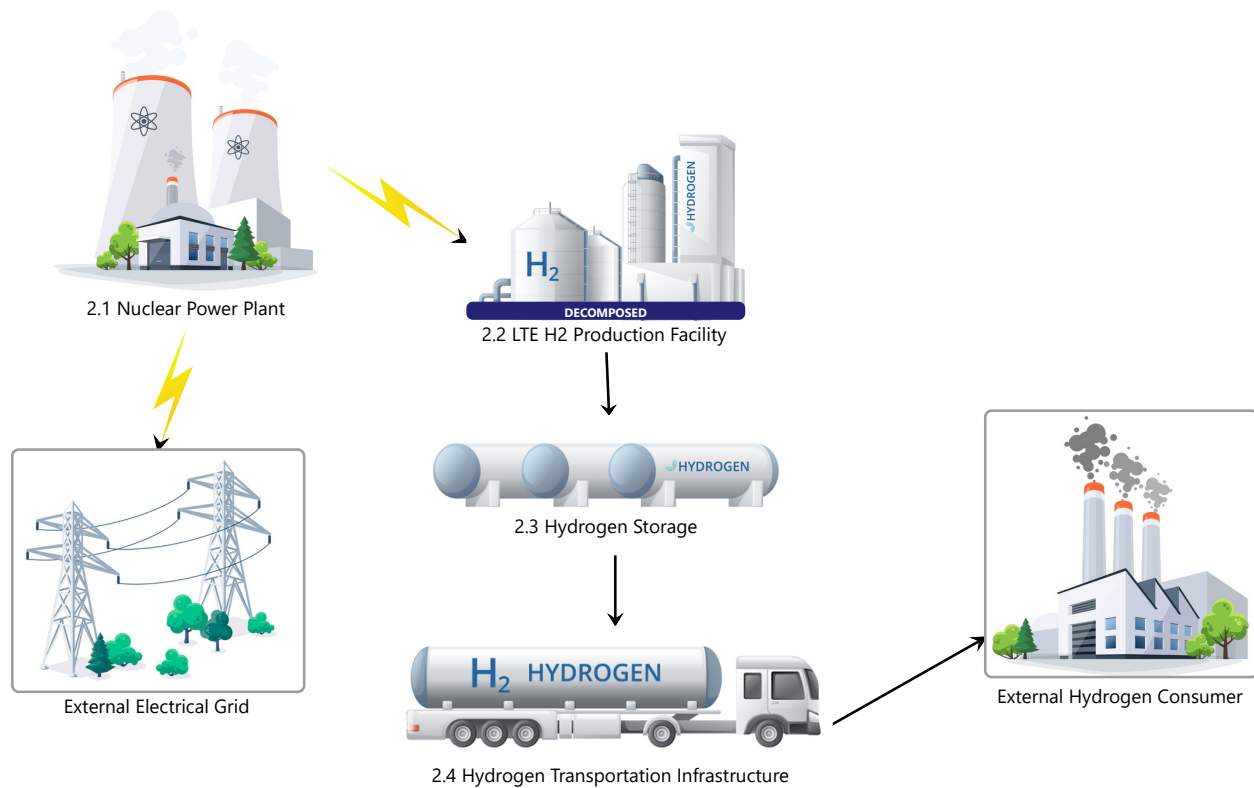 HYDROGEN
H2
DECOMPOSED
2.1 Nuclear Power Plant
2.2 LTE H2 Production Facility
HYDROGEN
2.3 Hydrogen Storage
H2 HYDROGEN
External Electrical Grid
External Hydrogen Consumer
2.4 Hydrogen Transportation Infrastructure